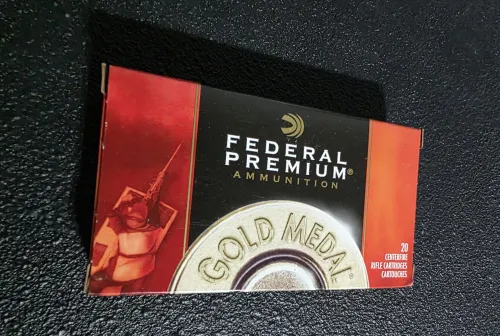 FEDERAL
PREMIUM®
AMMUNITION
GOLD MEDAL®
20
CENTERFIRE
RIFLE CARTRIDGES
CARTOUCHES